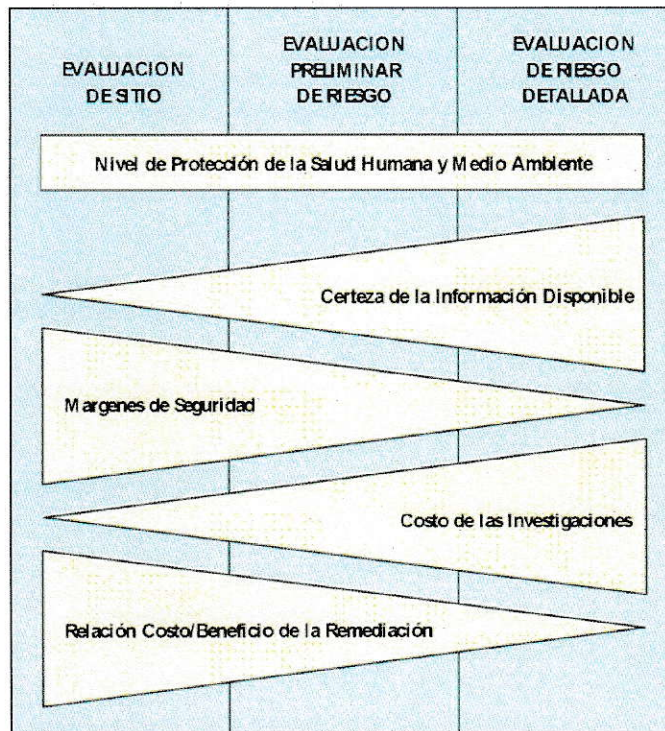 EVALUACION
DE SITIO
EVALUACION
PRELIMINAR
DE RIESGO
EVALUACION
DE RIESGO
DETALLADA
Nivel de Protección de la Salud Humana y Medio Ambiente
Certeza de la Información Disponible
Margenes de Seguridad
Costo de las Investigaciones
Relación Costo/Beneficio de la Remediación